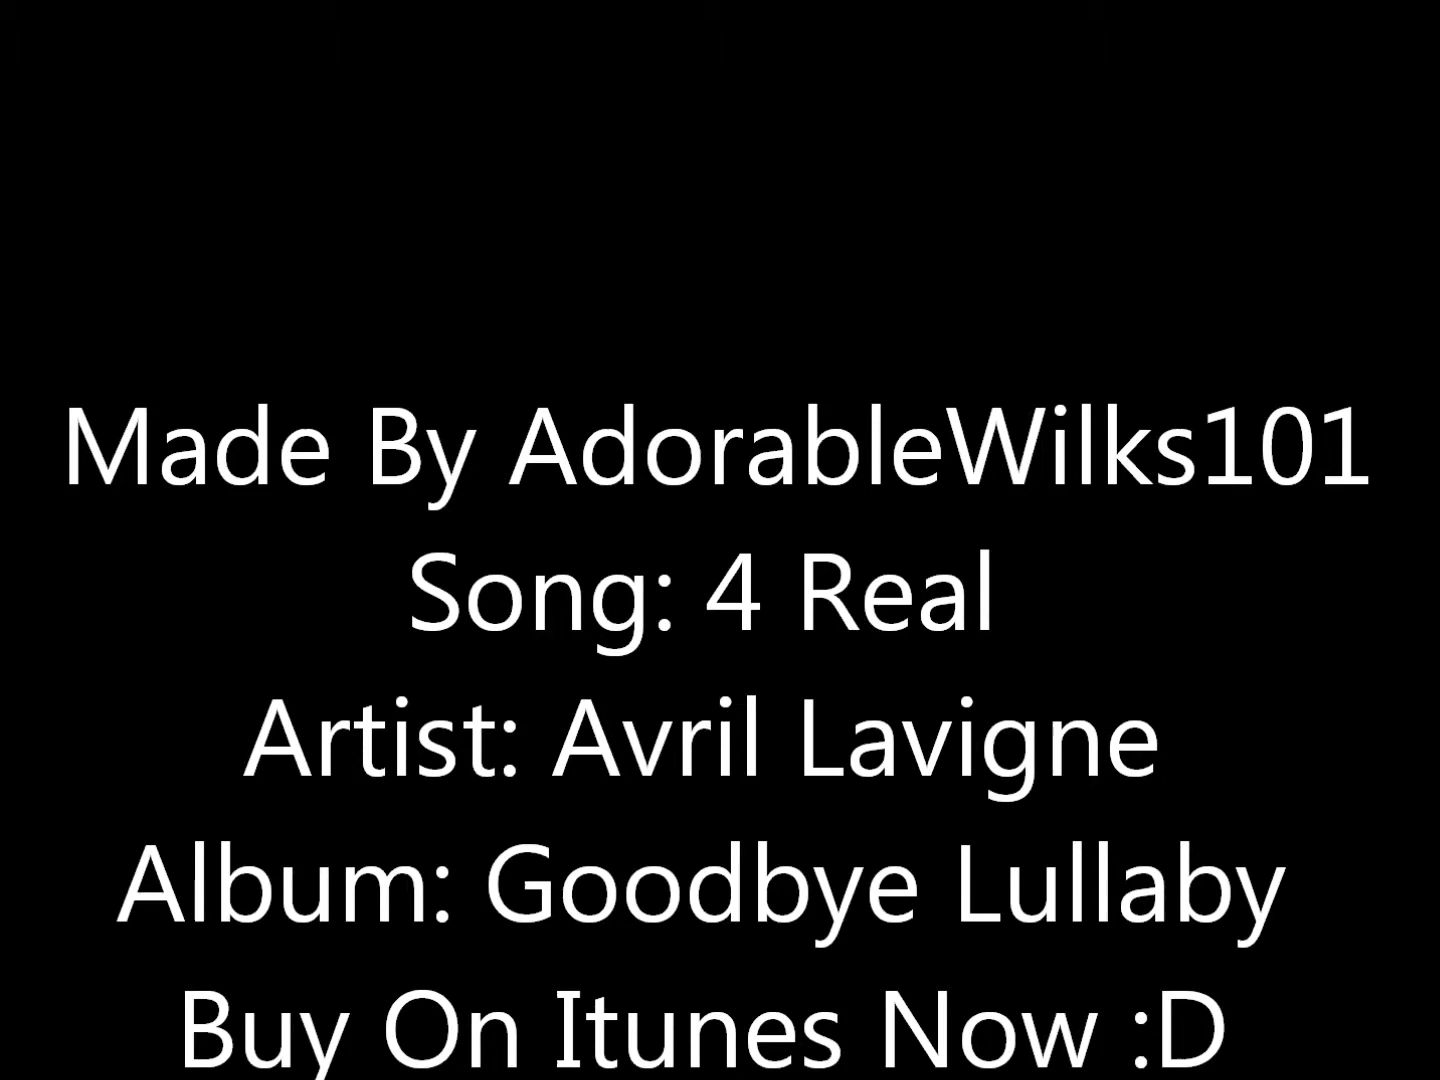 Made By AdorableWilks101
Song: 4 Real
Artist: Avril Lavigne
Album: Goodbye Lullaby
Buy On Itunes Now :D